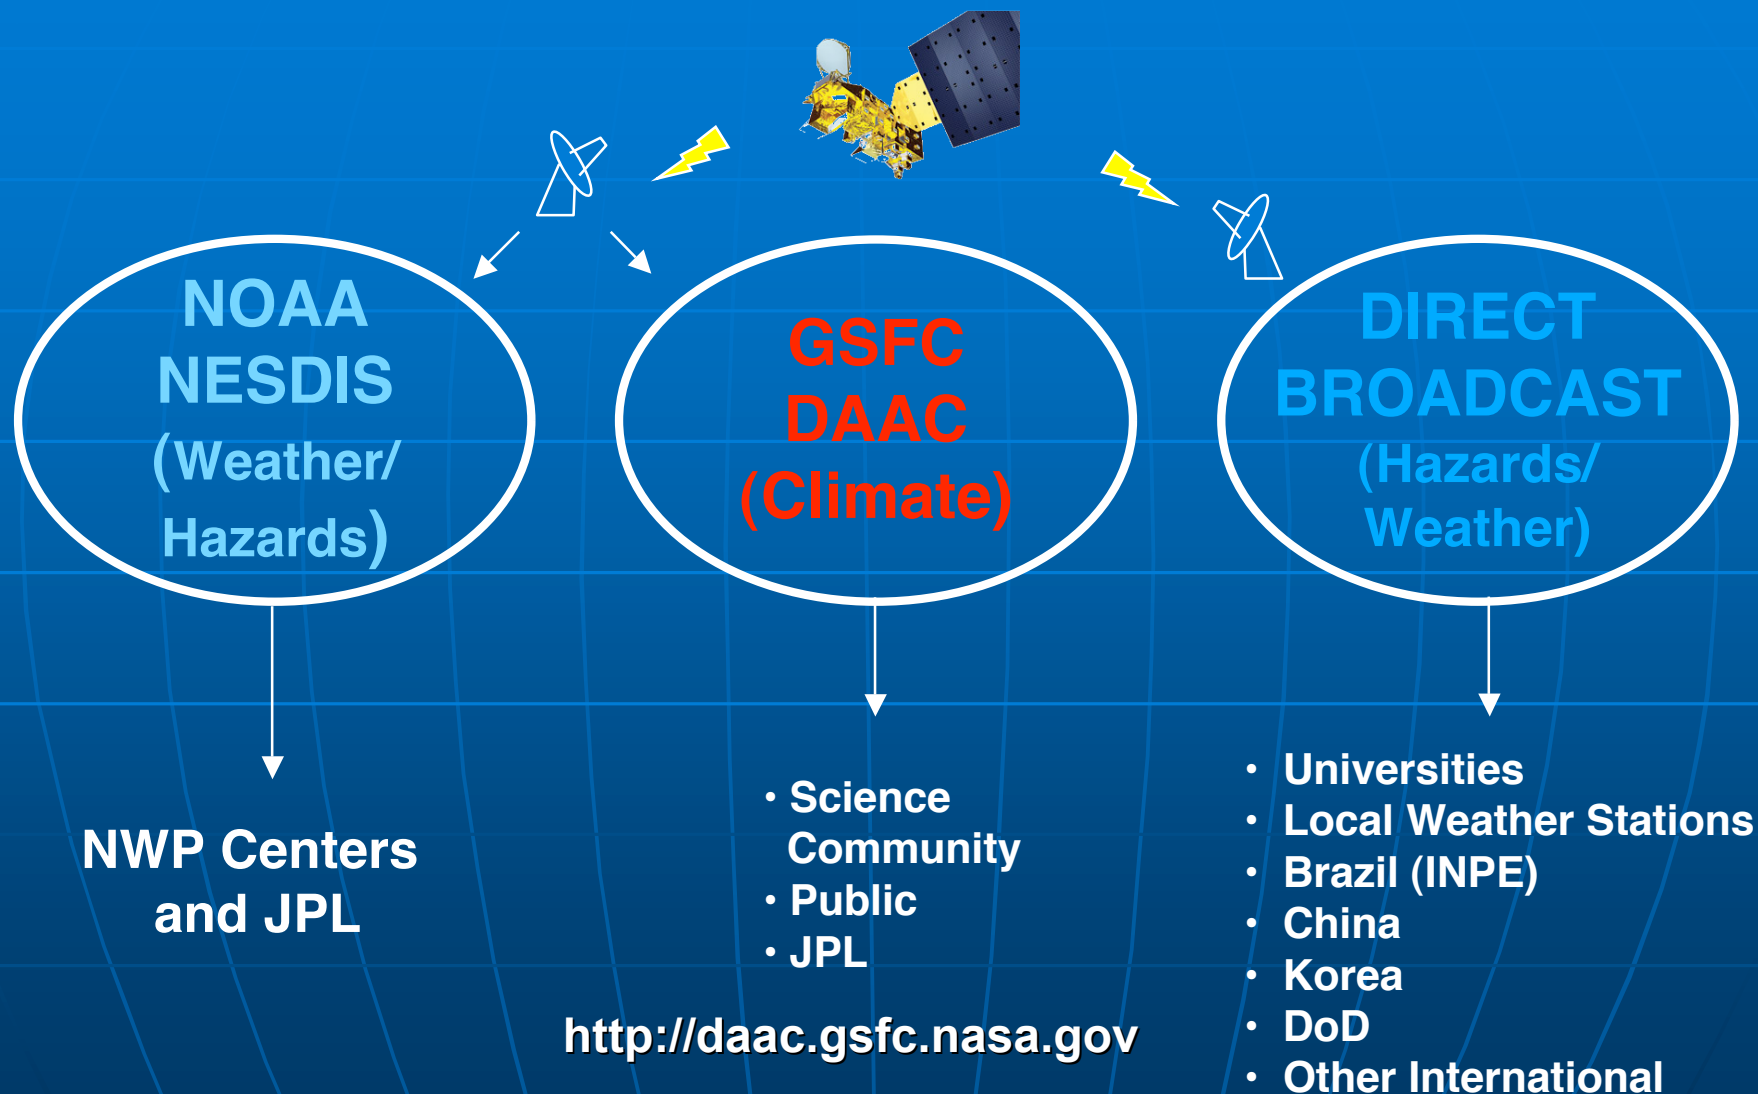 NOAA
NESDIS
(Weather/
Hazards)
GSFC
DAAC
(Climate)
DIRECT
BROADCAST
(Hazards/
Weather)
NWP Centers
and JPL
• Science
Community
• Public
• JPL
http://daac.gsfc.nasa.gov
• Universities
• Local Weather Stations
• Brazil (INPE)
• China
• Korea
• DoD
• Other International